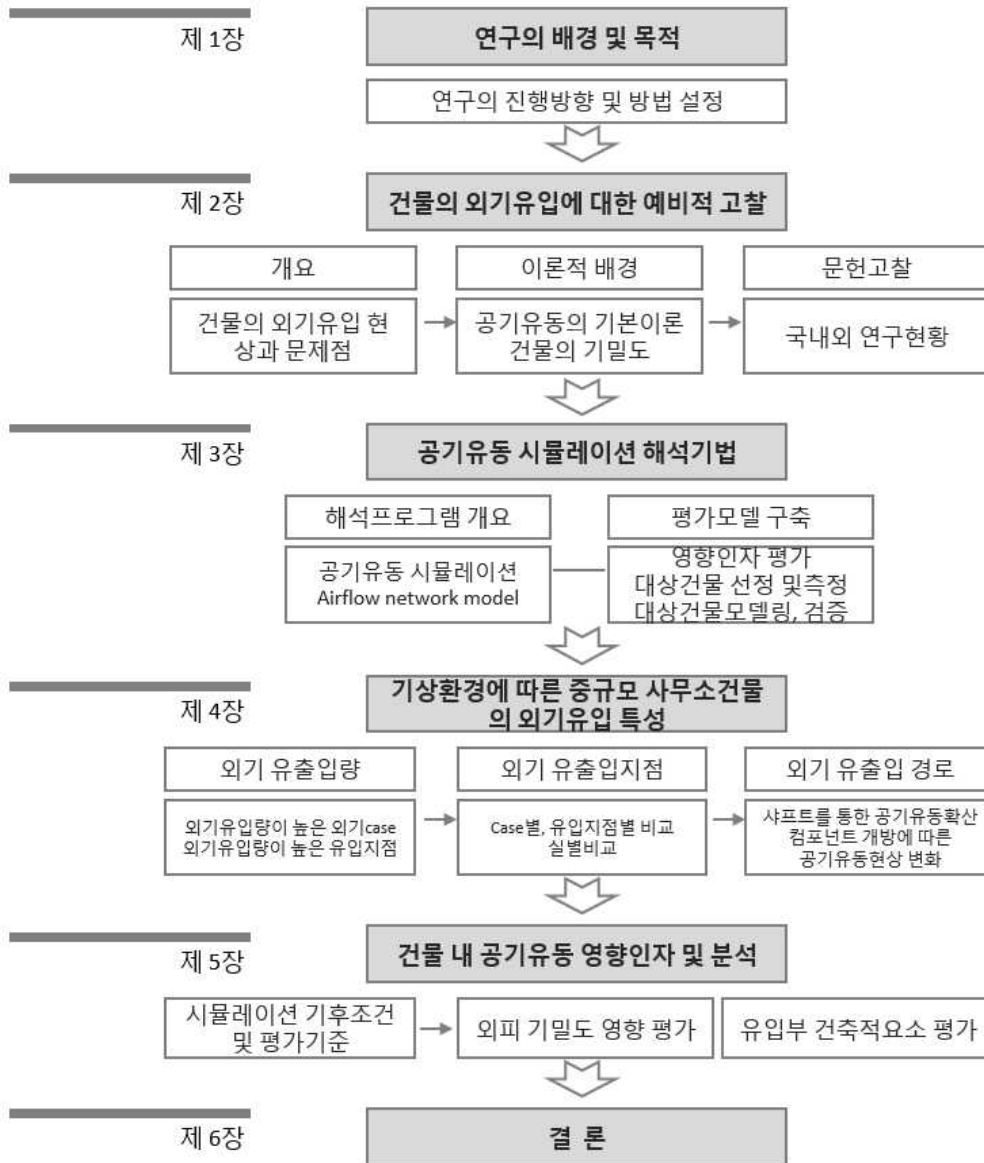 제 1장
연구의 배경 및 목적
연구의 진행방향 및 방법 설정
제 2장
건물의 외기유입에 대한 예비적 고찰
개요
이론적 배경
문헌고찰
건물의 외기유입 현
상과 문제점
공기유동의 기본이론
건물의 기밀도
국내외 연구현황
제 3장
공기유동 시뮬레이션 해석기법
해석프로그램 개요
평가모델 구축
공기유동 시뮬레이션
Airflow network model
영향인자 평가
대상건물 선정 및측정
대상건물모델링, 검증
제 4장
기상환경에 따른 중규모 사무소건물
의 외기유입 특성
외기 유출입량
외기 유출입지점
외기 유출입 경로
외기유입량이 높은 외기case
외기유입량이 높은 유입지점
Case별, 유입지점별 비교
실별비교
샤프트를 통한 공기유동확산
컴포넌트 개방에 따른
공기유동현상 변화
제 5장
건물 내 공기유동 영향인자 및 분석
시뮬레이션 기후조건
및 평가기준
외피 기밀도 영향 평가
유입부 건축적요소 평가
제 6장
결 론